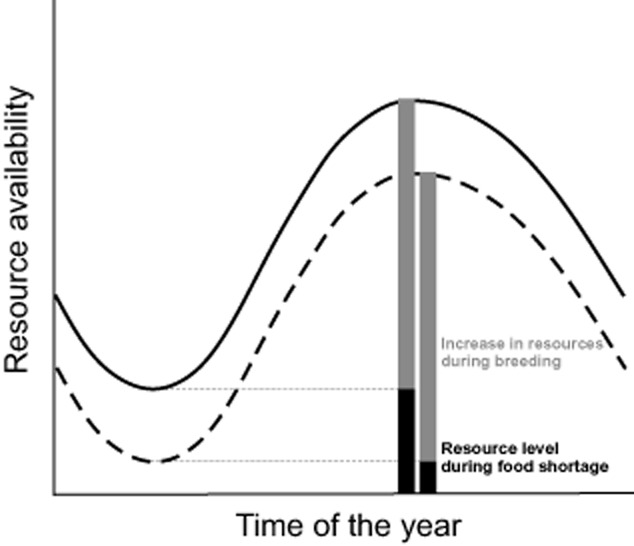 Resource availability
Increase in resources
during breeding
Resource level
during food shortage
Time of the year